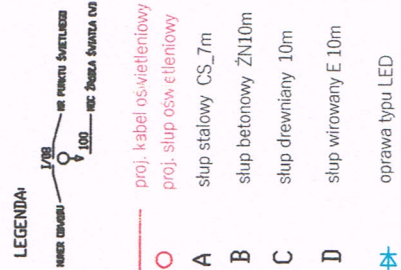 LEGENDA:
NUMER OBWODU
1/08
NR PUNKTU ŚWIETLNEGO
100
MOC ŹRÓDŁA ŚWIATŁA (W)
proj. kabel oświetleniowy
proj. słup oświetleniowy
A słup stalowy CS_7m
B słup betonowy ŻN10m
C słup drewniany 10m
D słup wirowany E 10m
oprawa typu LED